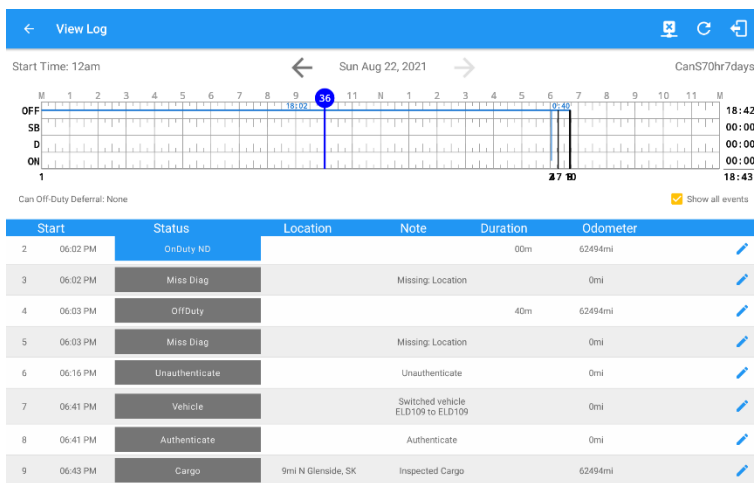 View Log
Start Time: 12am
Sun Aug 22, 2021
CanS70hr7days
M 1 2 3 4 5 6 7 8 9 11 N 1 2 3 4 5 6 7 8 9 10 11 M
36
OFF 18:02 0:40 18:42
SB 00:00
D 00:00
ON 00:00
1 18:43
Can Off-Duty Deferral: None
Show all events
Start Status Location Note Duration Odometer
2 06:02 PM OnDuty ND 00m 62494mi
3 06:02 PM Miss Diag Missing: Location 0mi
4 06:03 PM OffDuty 40m 62494mi
5 06:03 PM Miss Diag Missing: Location 0mi
6 06:16 PM Unauthenticate Unauthenticate 0mi
7 06:41 PM Vehicle Switched vehicle 0mi
ELD109 to ELD109
8 06:41 PM Authenticate Authenticate 0mi
9 06:43 PM Cargo 9mi N Glenside, SK Inspected Cargo 62494mi